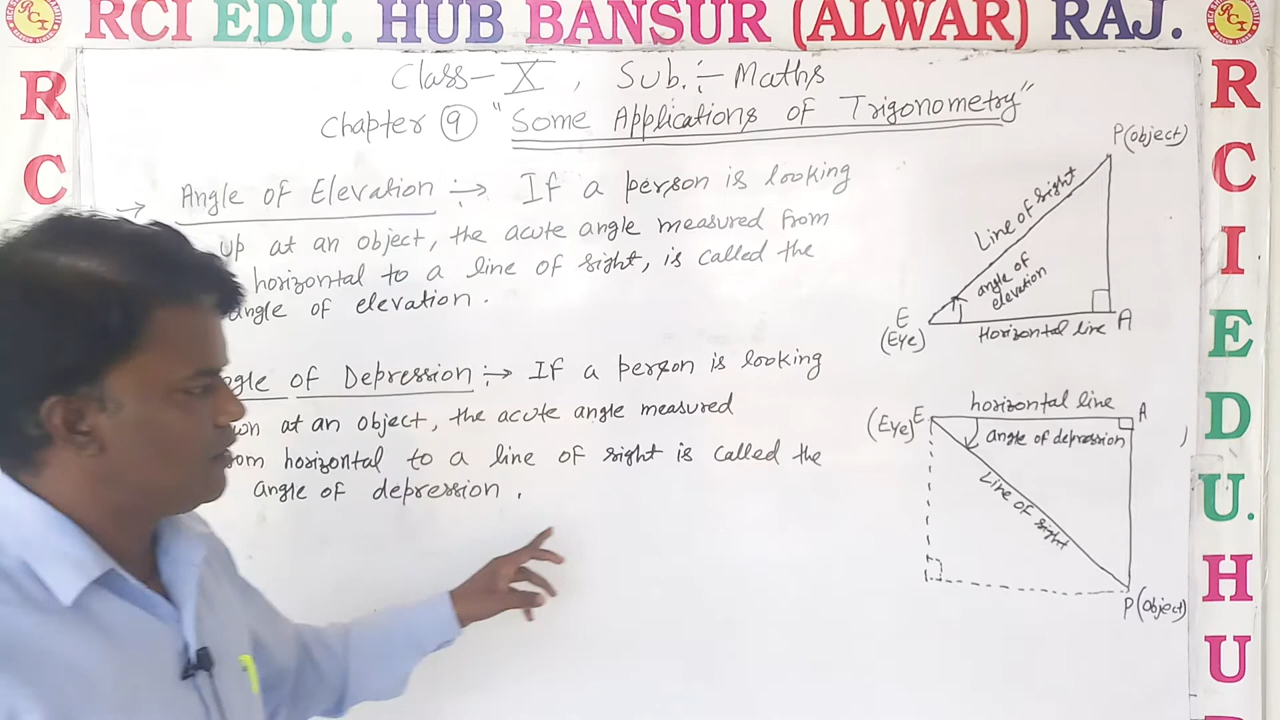 RCI EDU. HUB BANSUR (ALWAR) RAJ.
Class-X, Sub. :- Maths
Chapter 9 "Some Applications of Trigonometry"
→ Angle of Elevation :→ If a person is looking
up at an object, the acute angle measured from
horizontal to a line of sight, is called the
angle of elevation.
of Depression :→ If a person is looking
at an object, the acute angle measured
horizontal to a line of sight is called the
angle of depression.
P(object)
Line of sight
angle of
elevation
E
(Eye)
Horizontal line A
horizontal line
(Eye) E
A
angle of depression
Line of sight
P(object)
R
C
R
C
I
E
D
U.
H
U